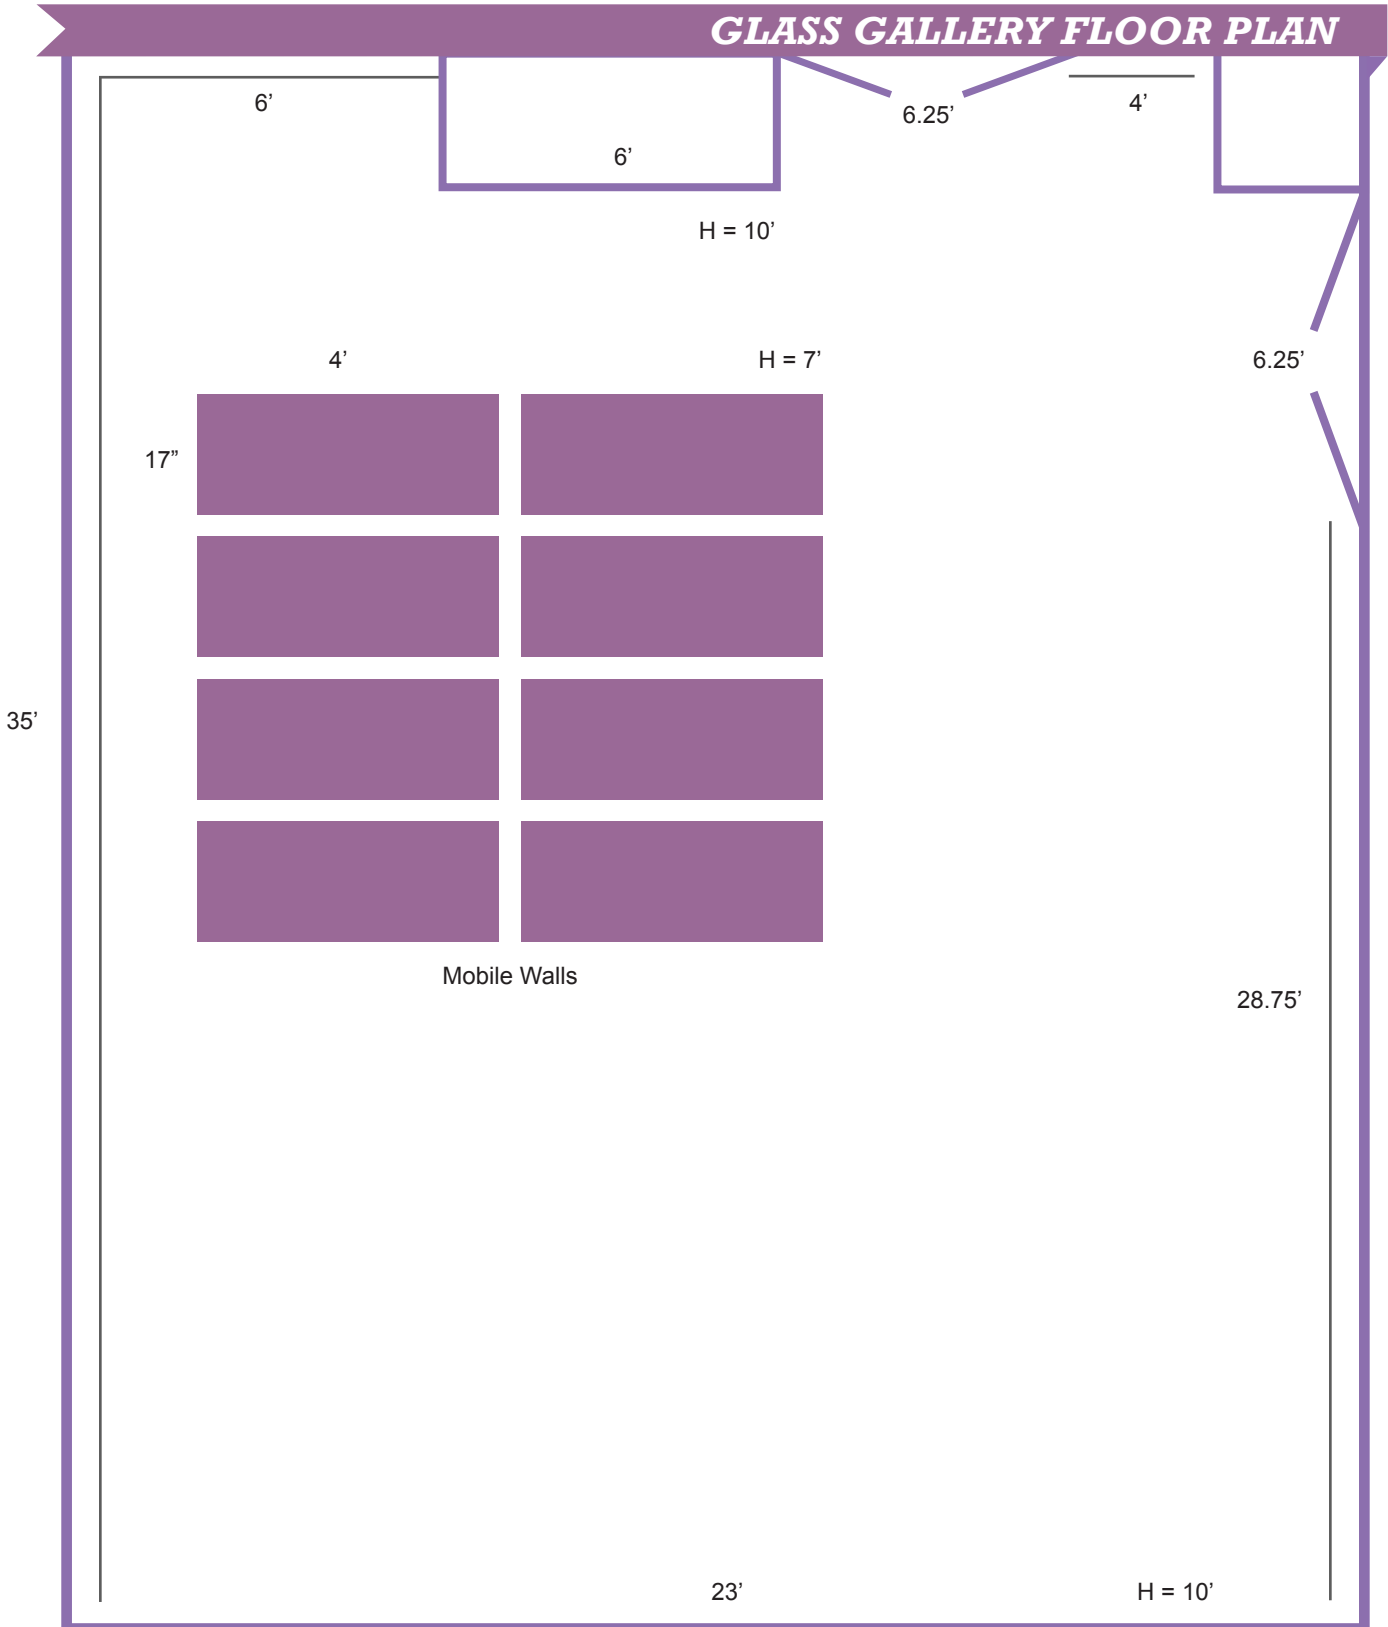 GLASS GALLERY FLOOR PLAN
6’
6.25’
4’
6’
H = 10’
4’
H = 7’
6.25’
17”
35’
Mobile Walls
28.75’
23’
H = 10’